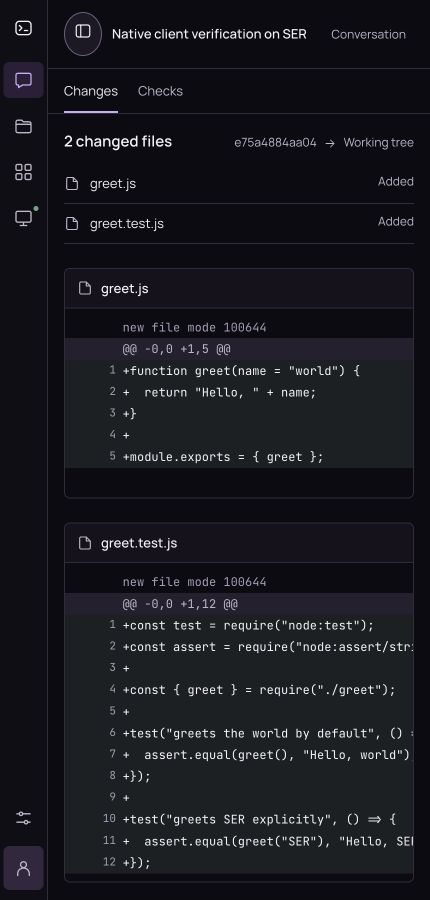 Native client verification on SER Conversation
Changes Checks
2 changed files e75a4884aa04 → Working tree
greet.js Added
greet.test.js Added
greet.js
new file mode 100644
@@ -0,0 +1,5 @@
1 +function greet(name = "world") {
2 +  return "Hello, " + name;
3 +}
4 +
5 +module.exports = { greet };
greet.test.js
new file mode 100644
@@ -0,0 +1,12 @@
1 +const test = require("node:test");
2 +const assert = require("node:assert/stri
3 +
4 +const { greet } = require("./greet");
5 +
6 +test("greets the world by default", ()
7 +  assert.equal(greet(), "Hello, world")
8 +});
9 +
10 +test("greets SER explicitly", () => {
11 +  assert.equal(greet("SER"), "Hello, SER
12 +});